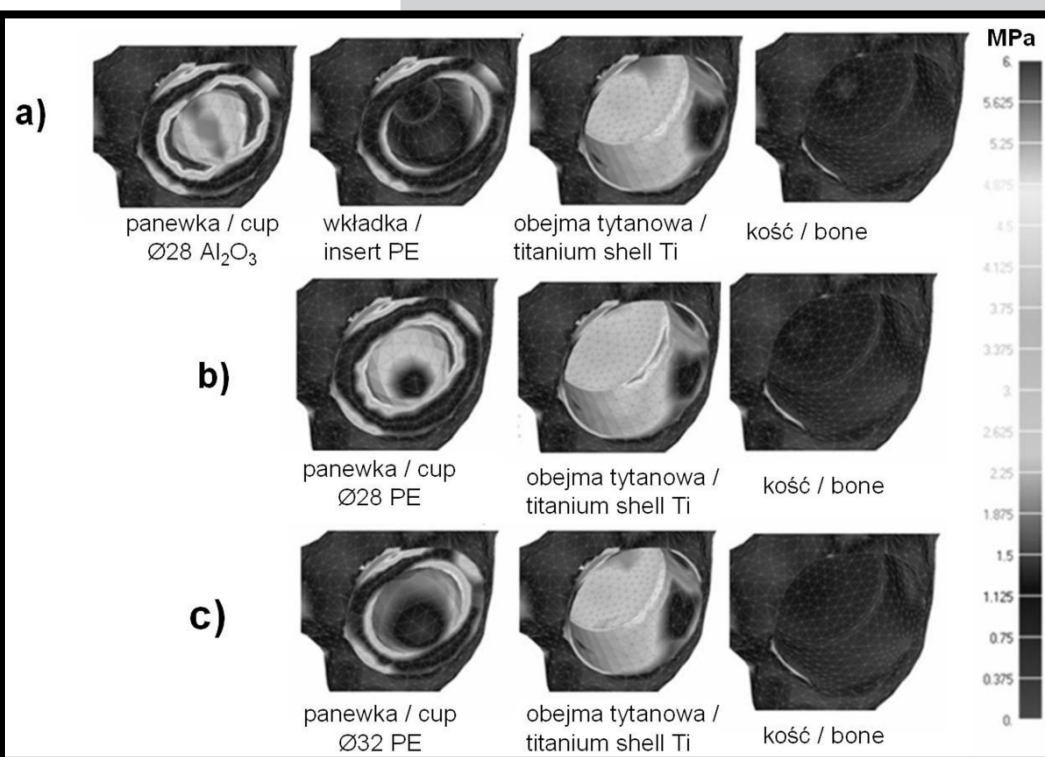 MPa
a)
panewka / cup
Ø28 Al₂O₃
wkładka /
insert PE
obejma tytanowa /
titanium shell Ti
kość / bone
b)
panewka / cup
Ø28 PE
obejma tytanowa /
titanium shell Ti
kość / bone
c)
panewka / cup
Ø32 PE
obejma tytanowa /
titanium shell Ti
kość / bone
6.
5.625
5.25
4.875
4.5
4.125
3.75
3.375
3.
2.625
2.25
1.875
1.5
1.125
0.75
0.375
0.